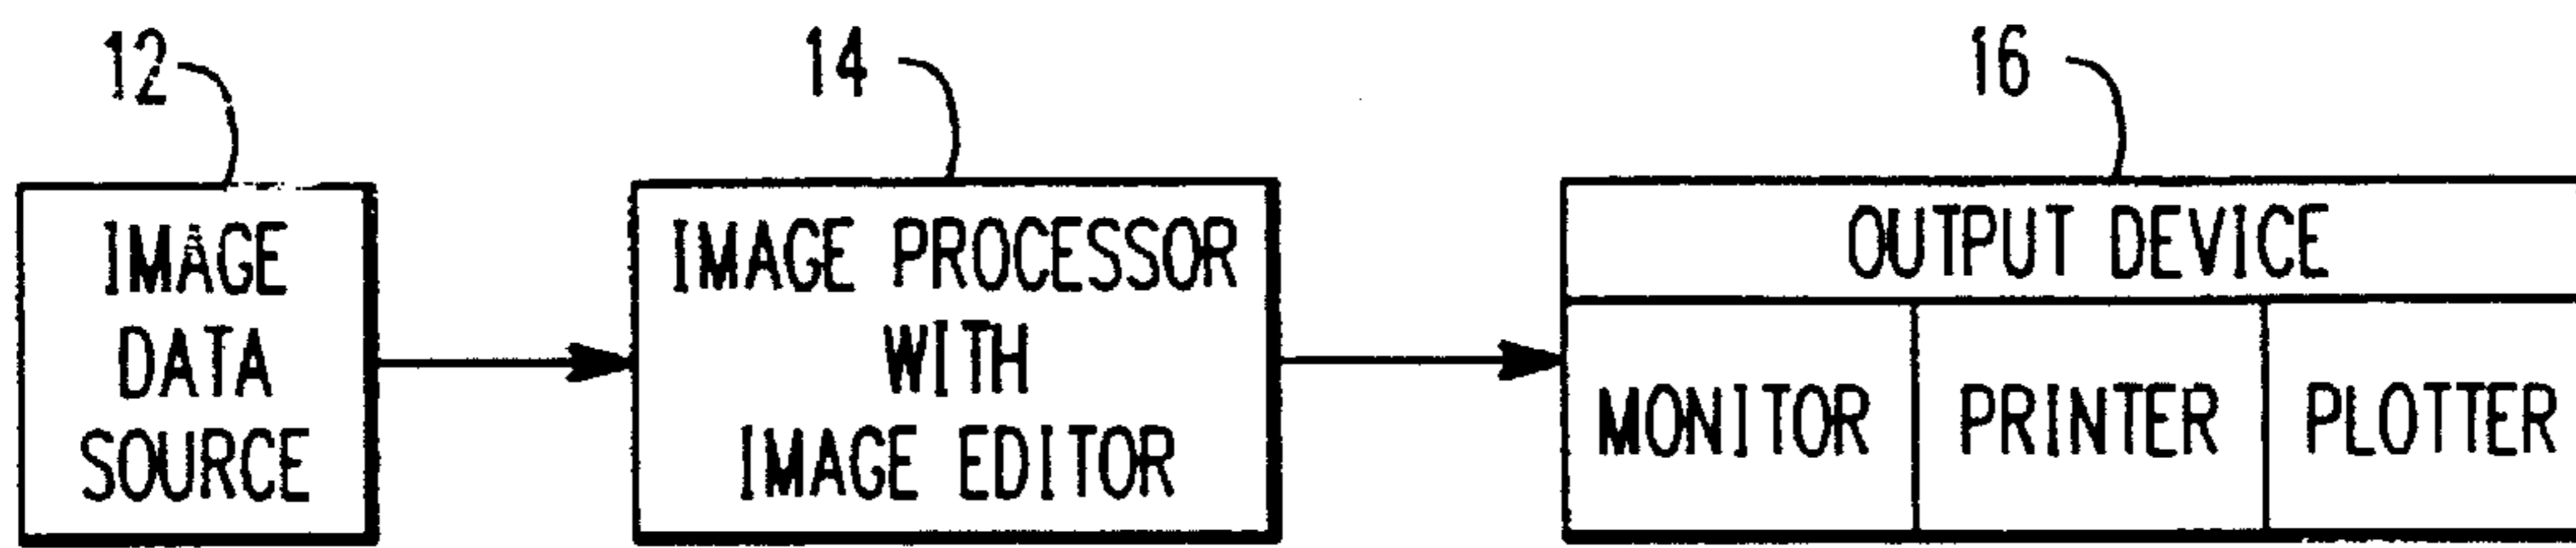 12
14
16
IMAGE
DATA
SOURCE
IMAGE PROCESSOR
WITH
IMAGE EDITOR
OUTPUT DEVICE
MONITOR
PRINTER
PLOTTER